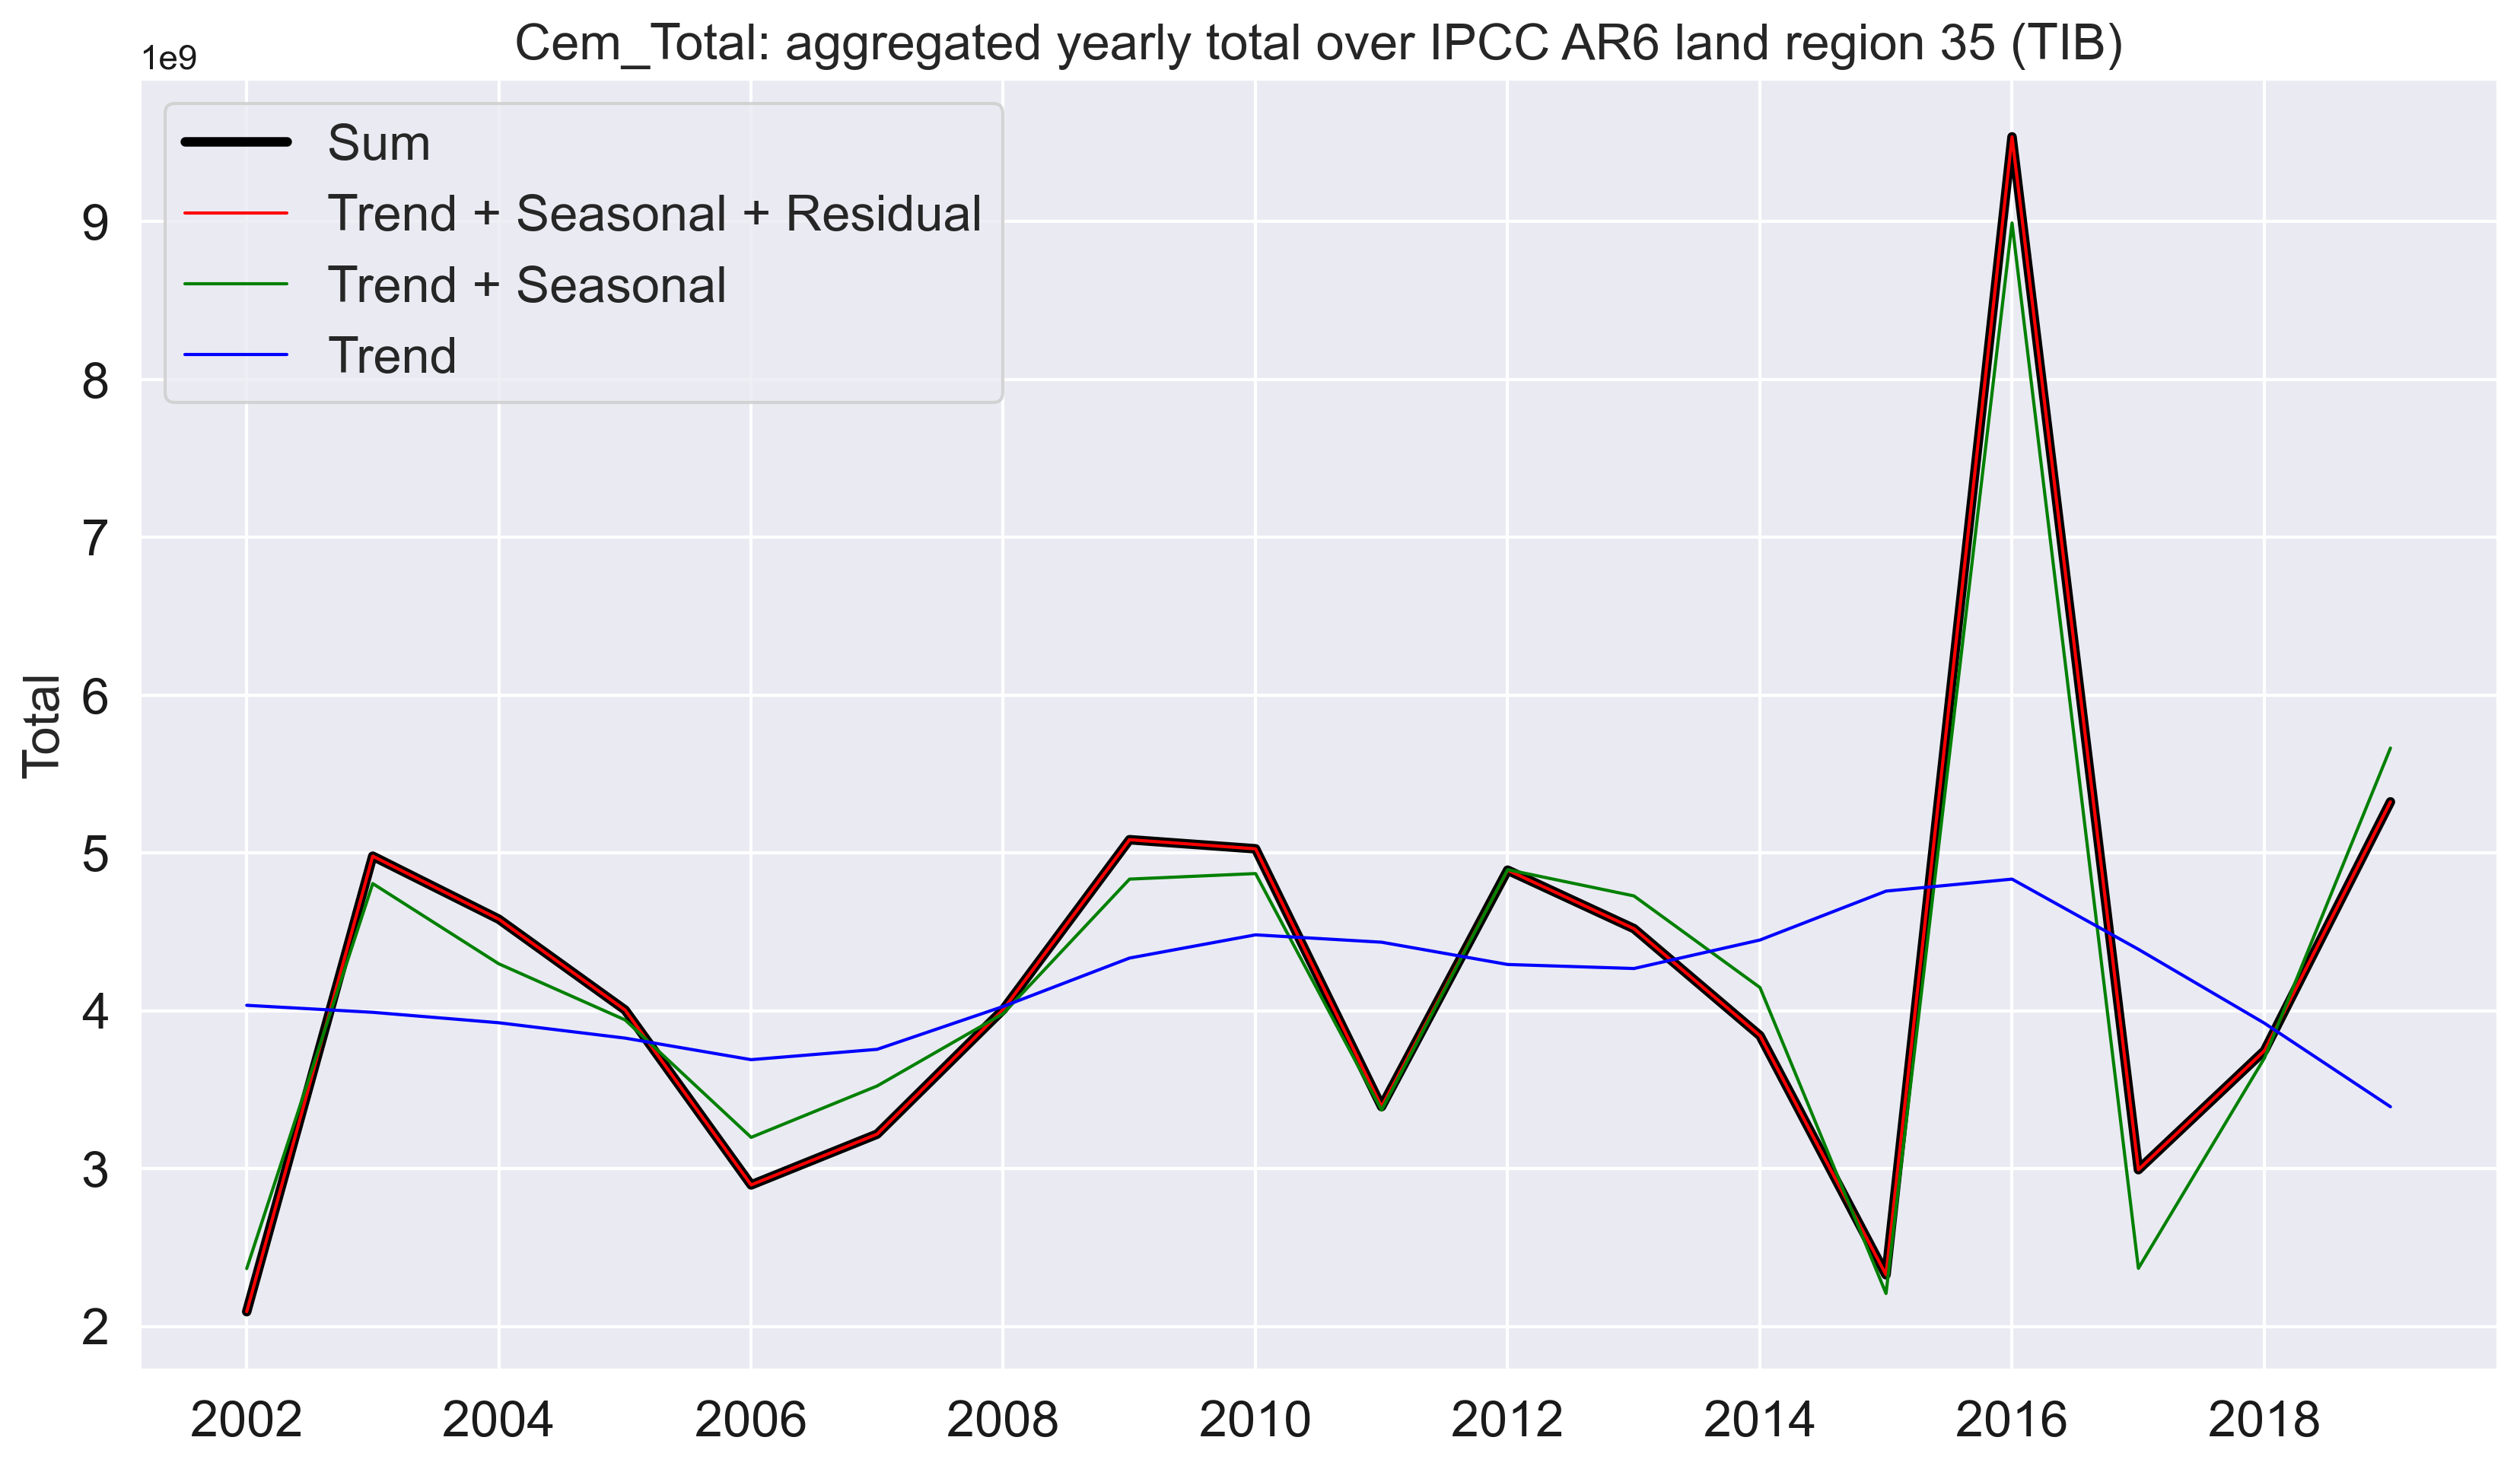 Cem_Total: aggregated yearly total over IPCC AR6 land region 35 (TIB)
1e9
Sum
Trend + Seasonal + Residual
Trend + Seasonal
Trend
9
8
7
6
5
4
3
2
Total
2002 2004 2006 2008 2010 2012 2014 2016 2018